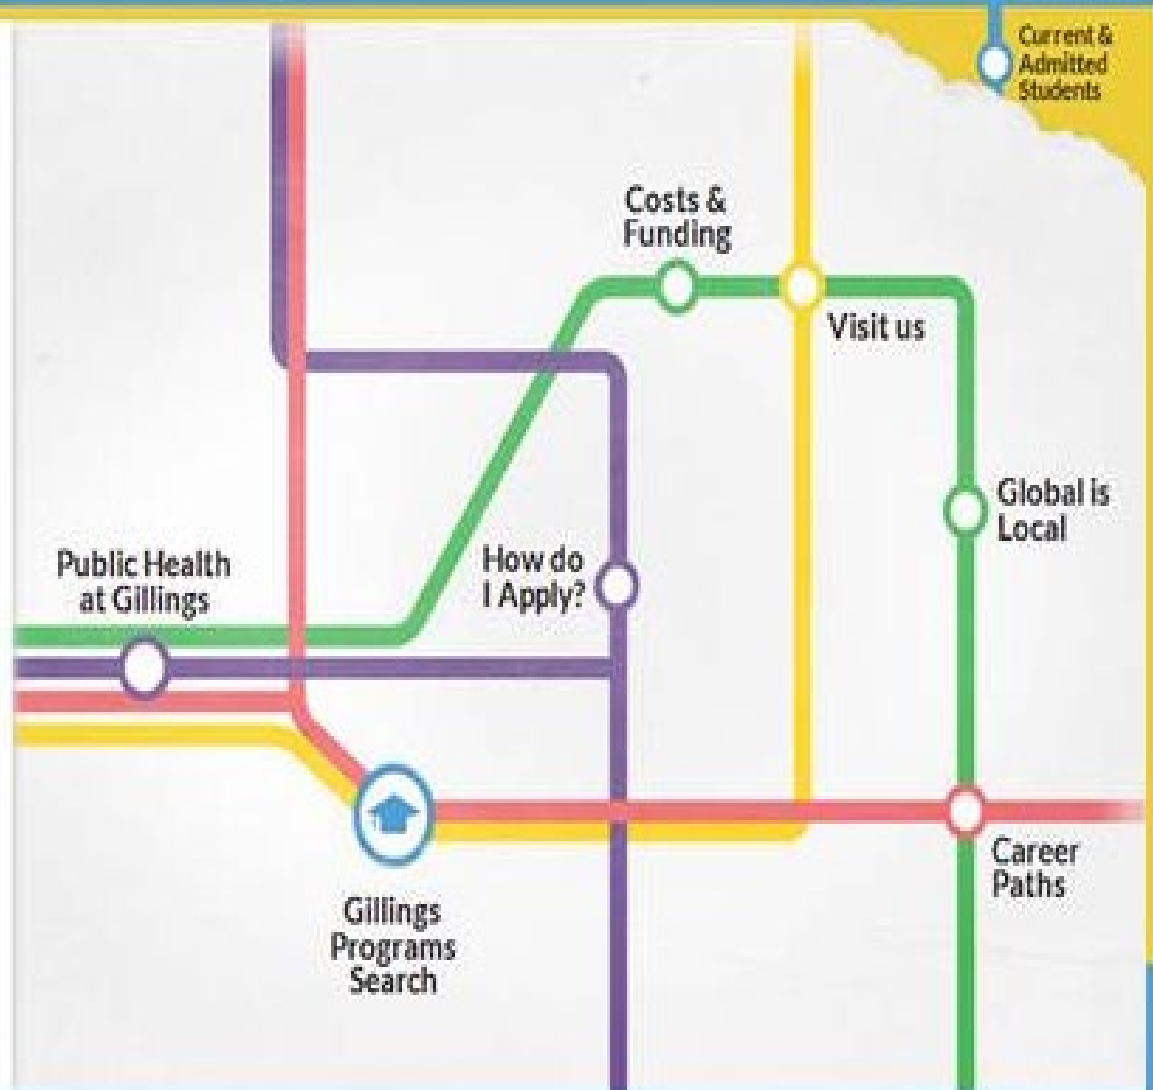 Current &
Admitted
Students
Costs &
Funding
Visit us
Global is
Local
How do
I Apply?
Public Health
at Gillings
Career
Paths
Gillings
Programs
Search